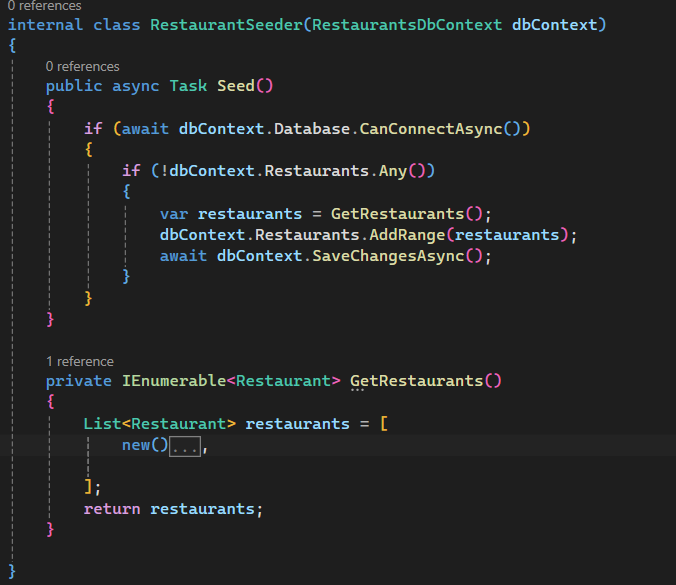 0 references
internal class RestaurantSeeder(RestaurantsDbContext dbContext)
{
0 references
public async Task Seed()
{
if (await dbContext.Database.CanConnectAsync())
{
if (!dbContext.Restaurants.Any())
{
var restaurants = GetRestaurants();
dbContext.Restaurants.AddRange(restaurants);
await dbContext.SaveChangesAsync();
}
}
}
1 reference
private IEnumerable<Restaurant> GetRestaurants()
{
List<Restaurant> restaurants = [
new()...,
];
return restaurants;
}
}